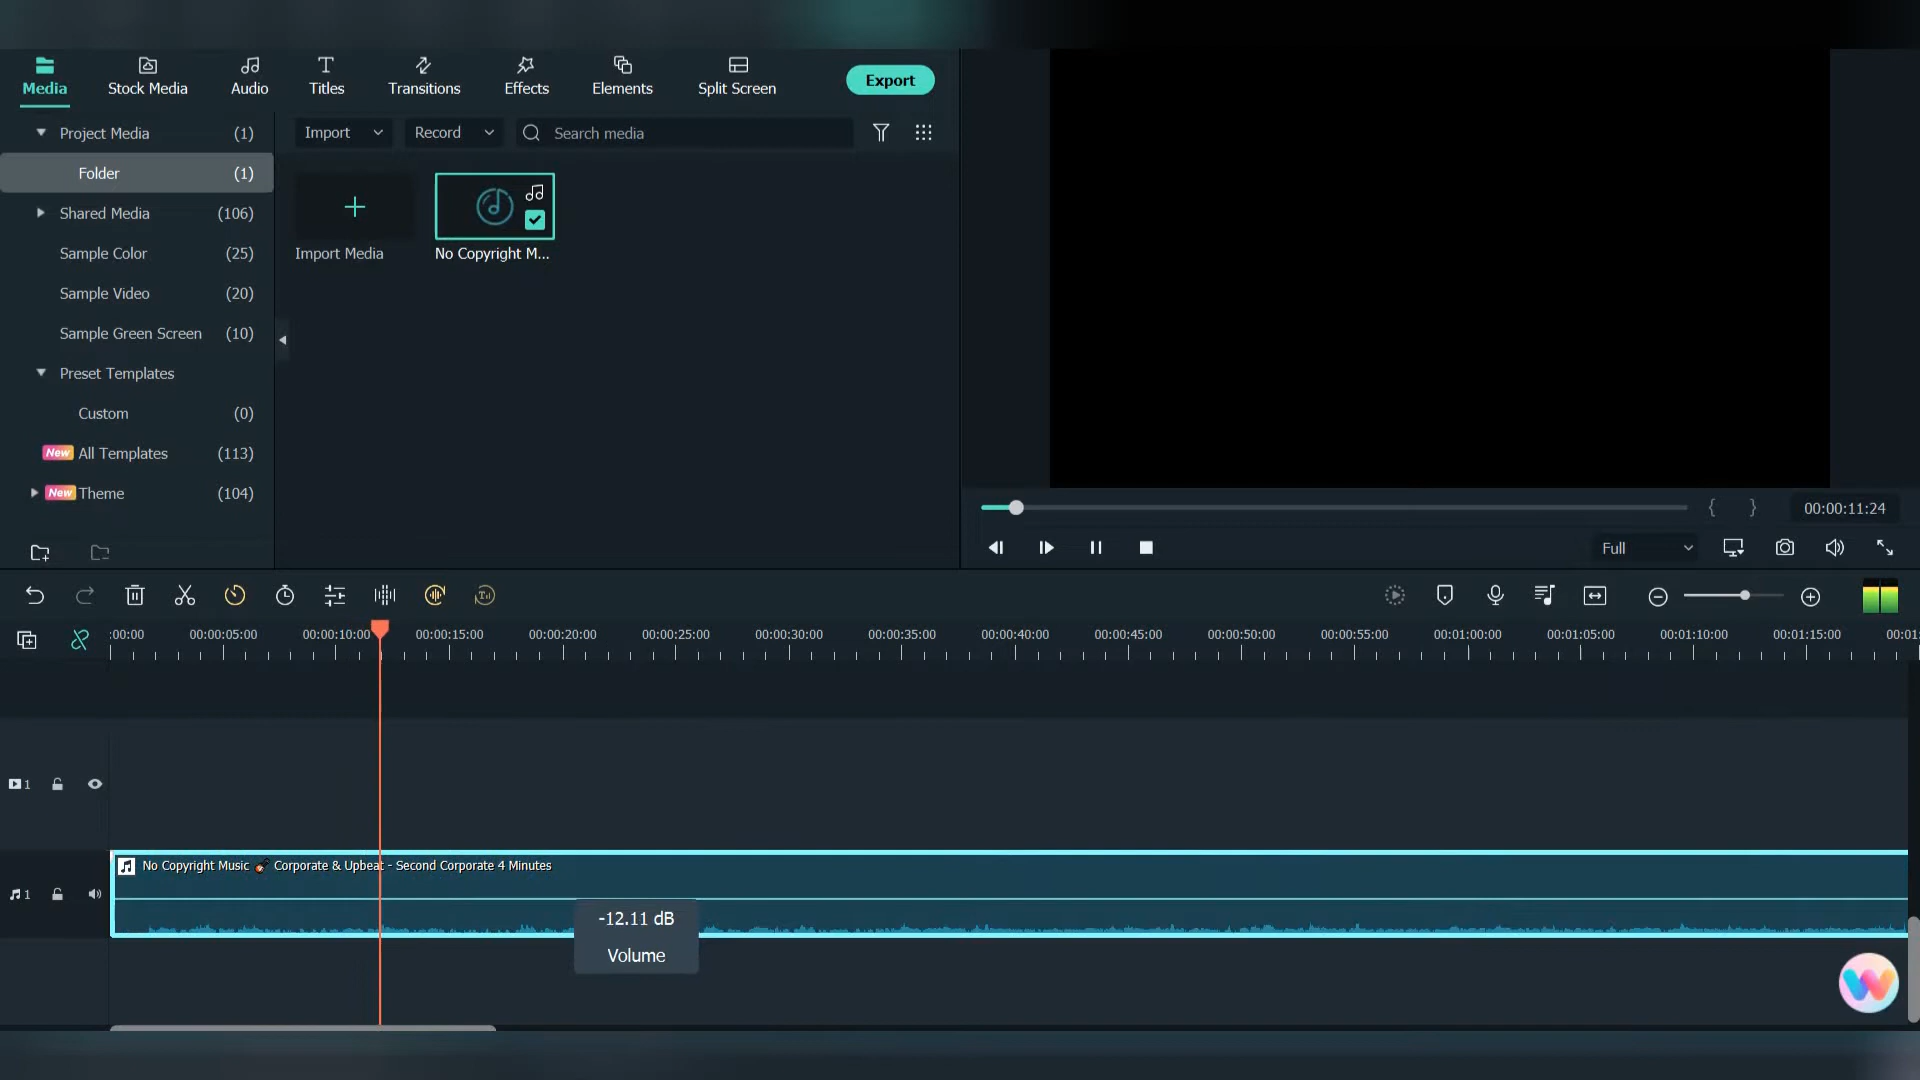 Media
Stock Media
Audio
Titles
Transitions
Effects
Elements
Split Screen
Export
Project Media (1)
Folder (1)
Shared Media (106)
Sample Color (25)
Sample Video (20)
Sample Green Screen (10)
Preset Templates
Custom (0)
New All Templates (113)
New Theme (104)
Import
Record
Search media
Import Media
No Copyright M...
{ } 00:00:11:24
Full
:00:00 00:00:05:00 00:00:10:00 00:00:15:00 00:00:20:00 00:00:25:00 00:00:30:00 00:00:35:00 00:00:40:00 00:00:45:00 00:00:50:00 00:00:55:00 00:01:00:00 00:01:05:00 00:01:10:00 00:01:15:00 00:01:
1
No Copyright Music 🎸 Corporate & Upbeat - Second Corporate 4 Minutes
1
-12.11 dB
Volume